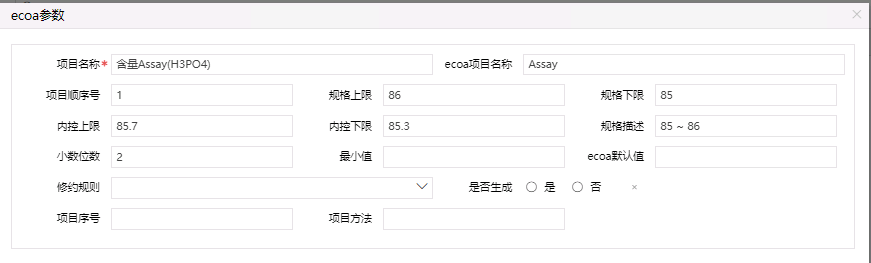 ecoa参数
项目名称* 含量Assay(H3PO4) ecoa项目名称 Assay
项目顺序号 1 规格上限 86 规格下限 85
内控上限 85.7 内控下限 85.3 规格描述 85 ~ 86
小数位数 2 最小值 ecoa默认值
修约规则 是否生成 是 否 ×
项目序号 项目方法